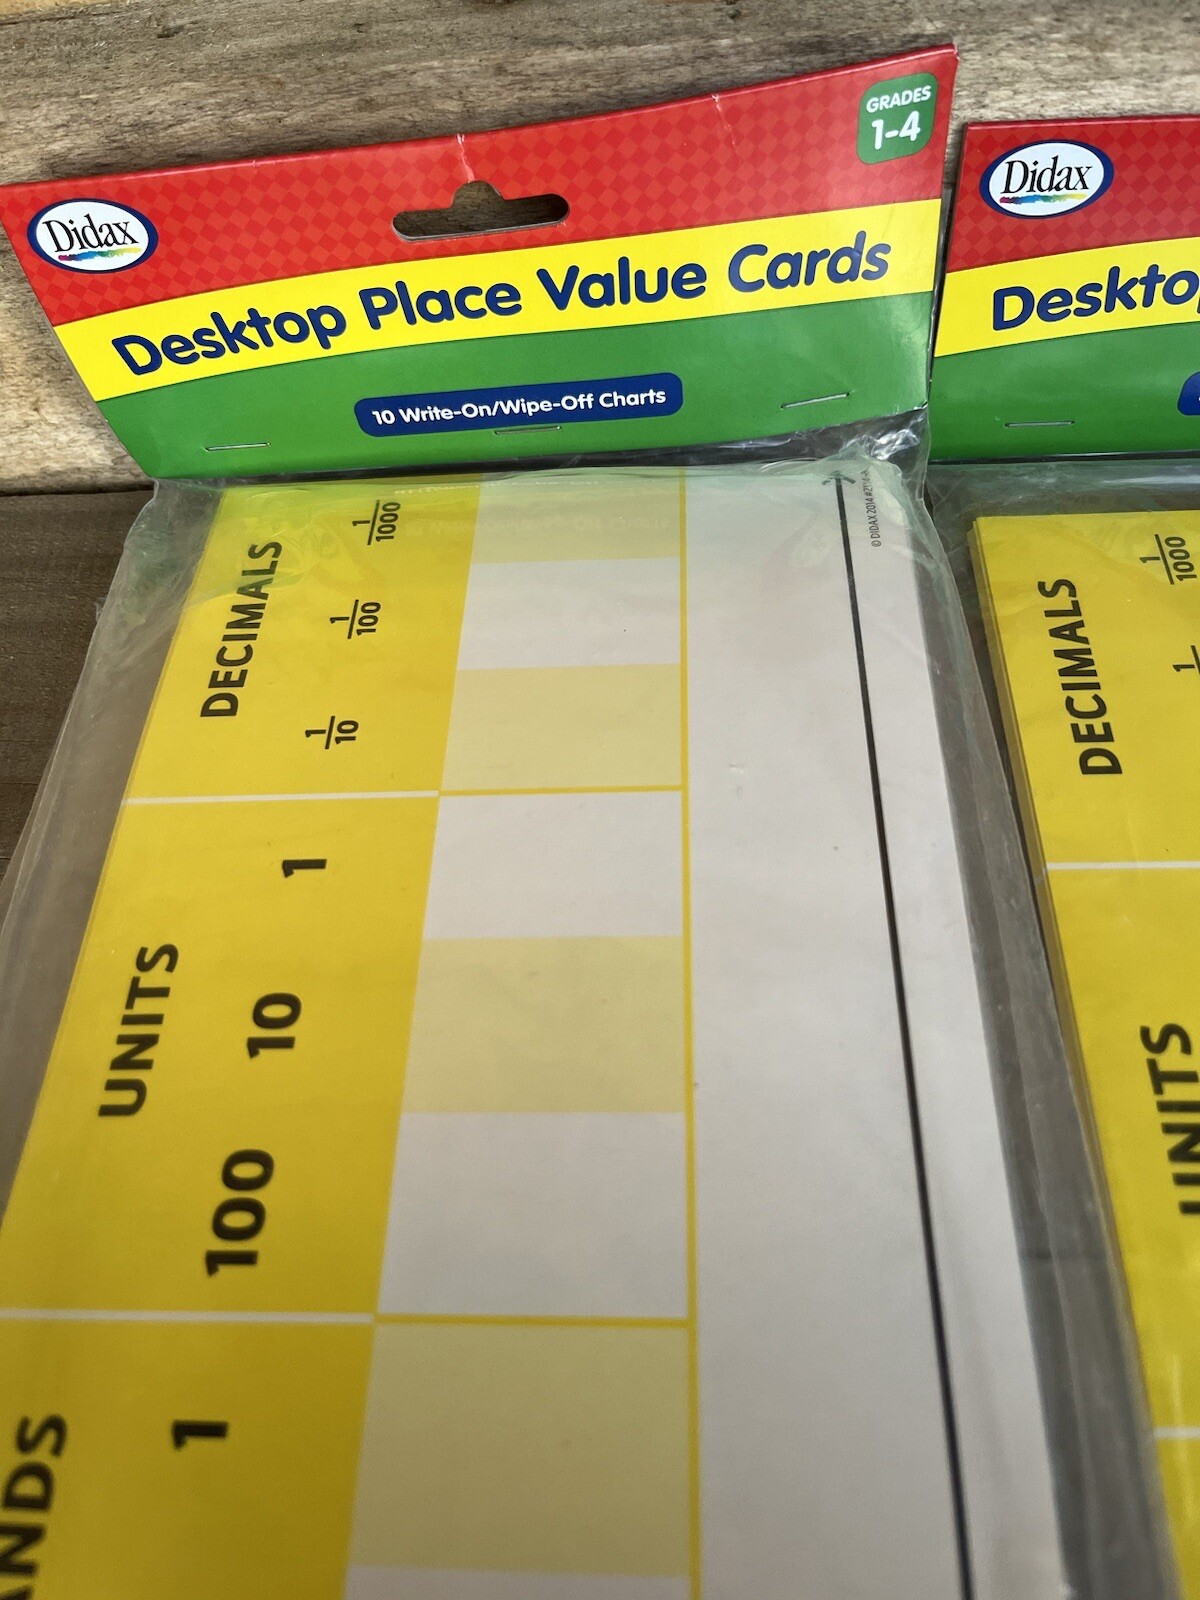 GRADES
1-4
Didax
Desktop Place Value Cards
10 Write-On/Wipe-Off Charts
© DIDAX 2014
DECIMALS
1/10
1/100
1/1000
UNITS
100
10
1
1
Didax
DECIMALS
1/1000
UNITS